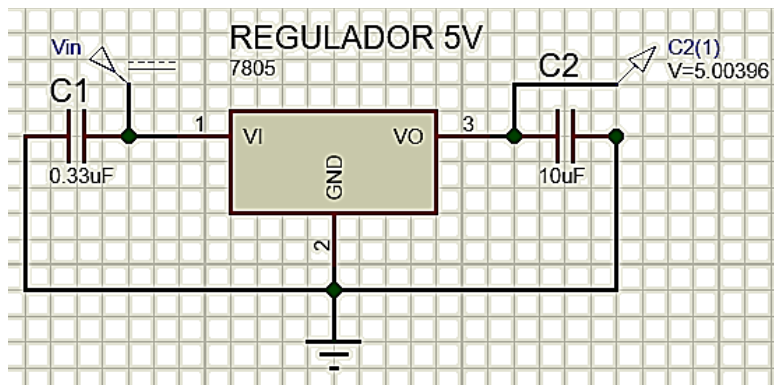 REGULADOR 5V
7805
Vin
C1
0.33uF
1
VI
GND
2
VO
3
C2
10uF
C2(1)
V=5.00396